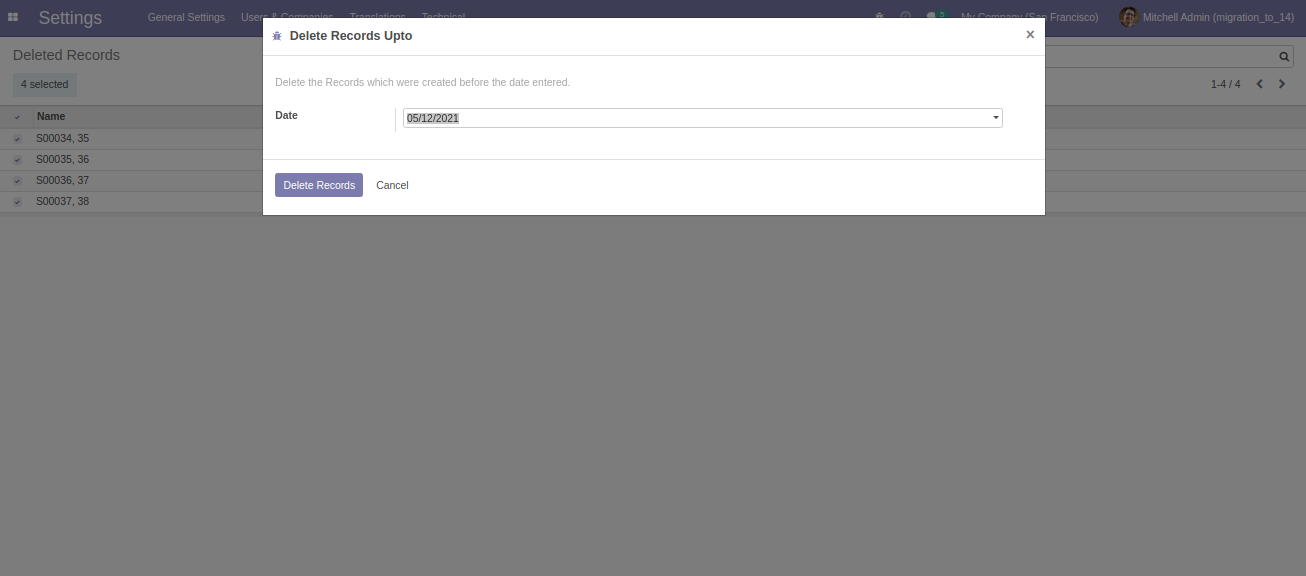 Settings General Settings Users & Companies Translations Technical 5 My Company (San Francisco) Mitchell Admin (migration_to_14)
Delete Records Upto ×
Deleted Records
4 selected
1-4 / 4
Delete the Records which were created before the date entered.
Date 05/12/2021
Delete Records Cancel
Name
S00034, 35
S00035, 36
S00036, 37
S00037, 38